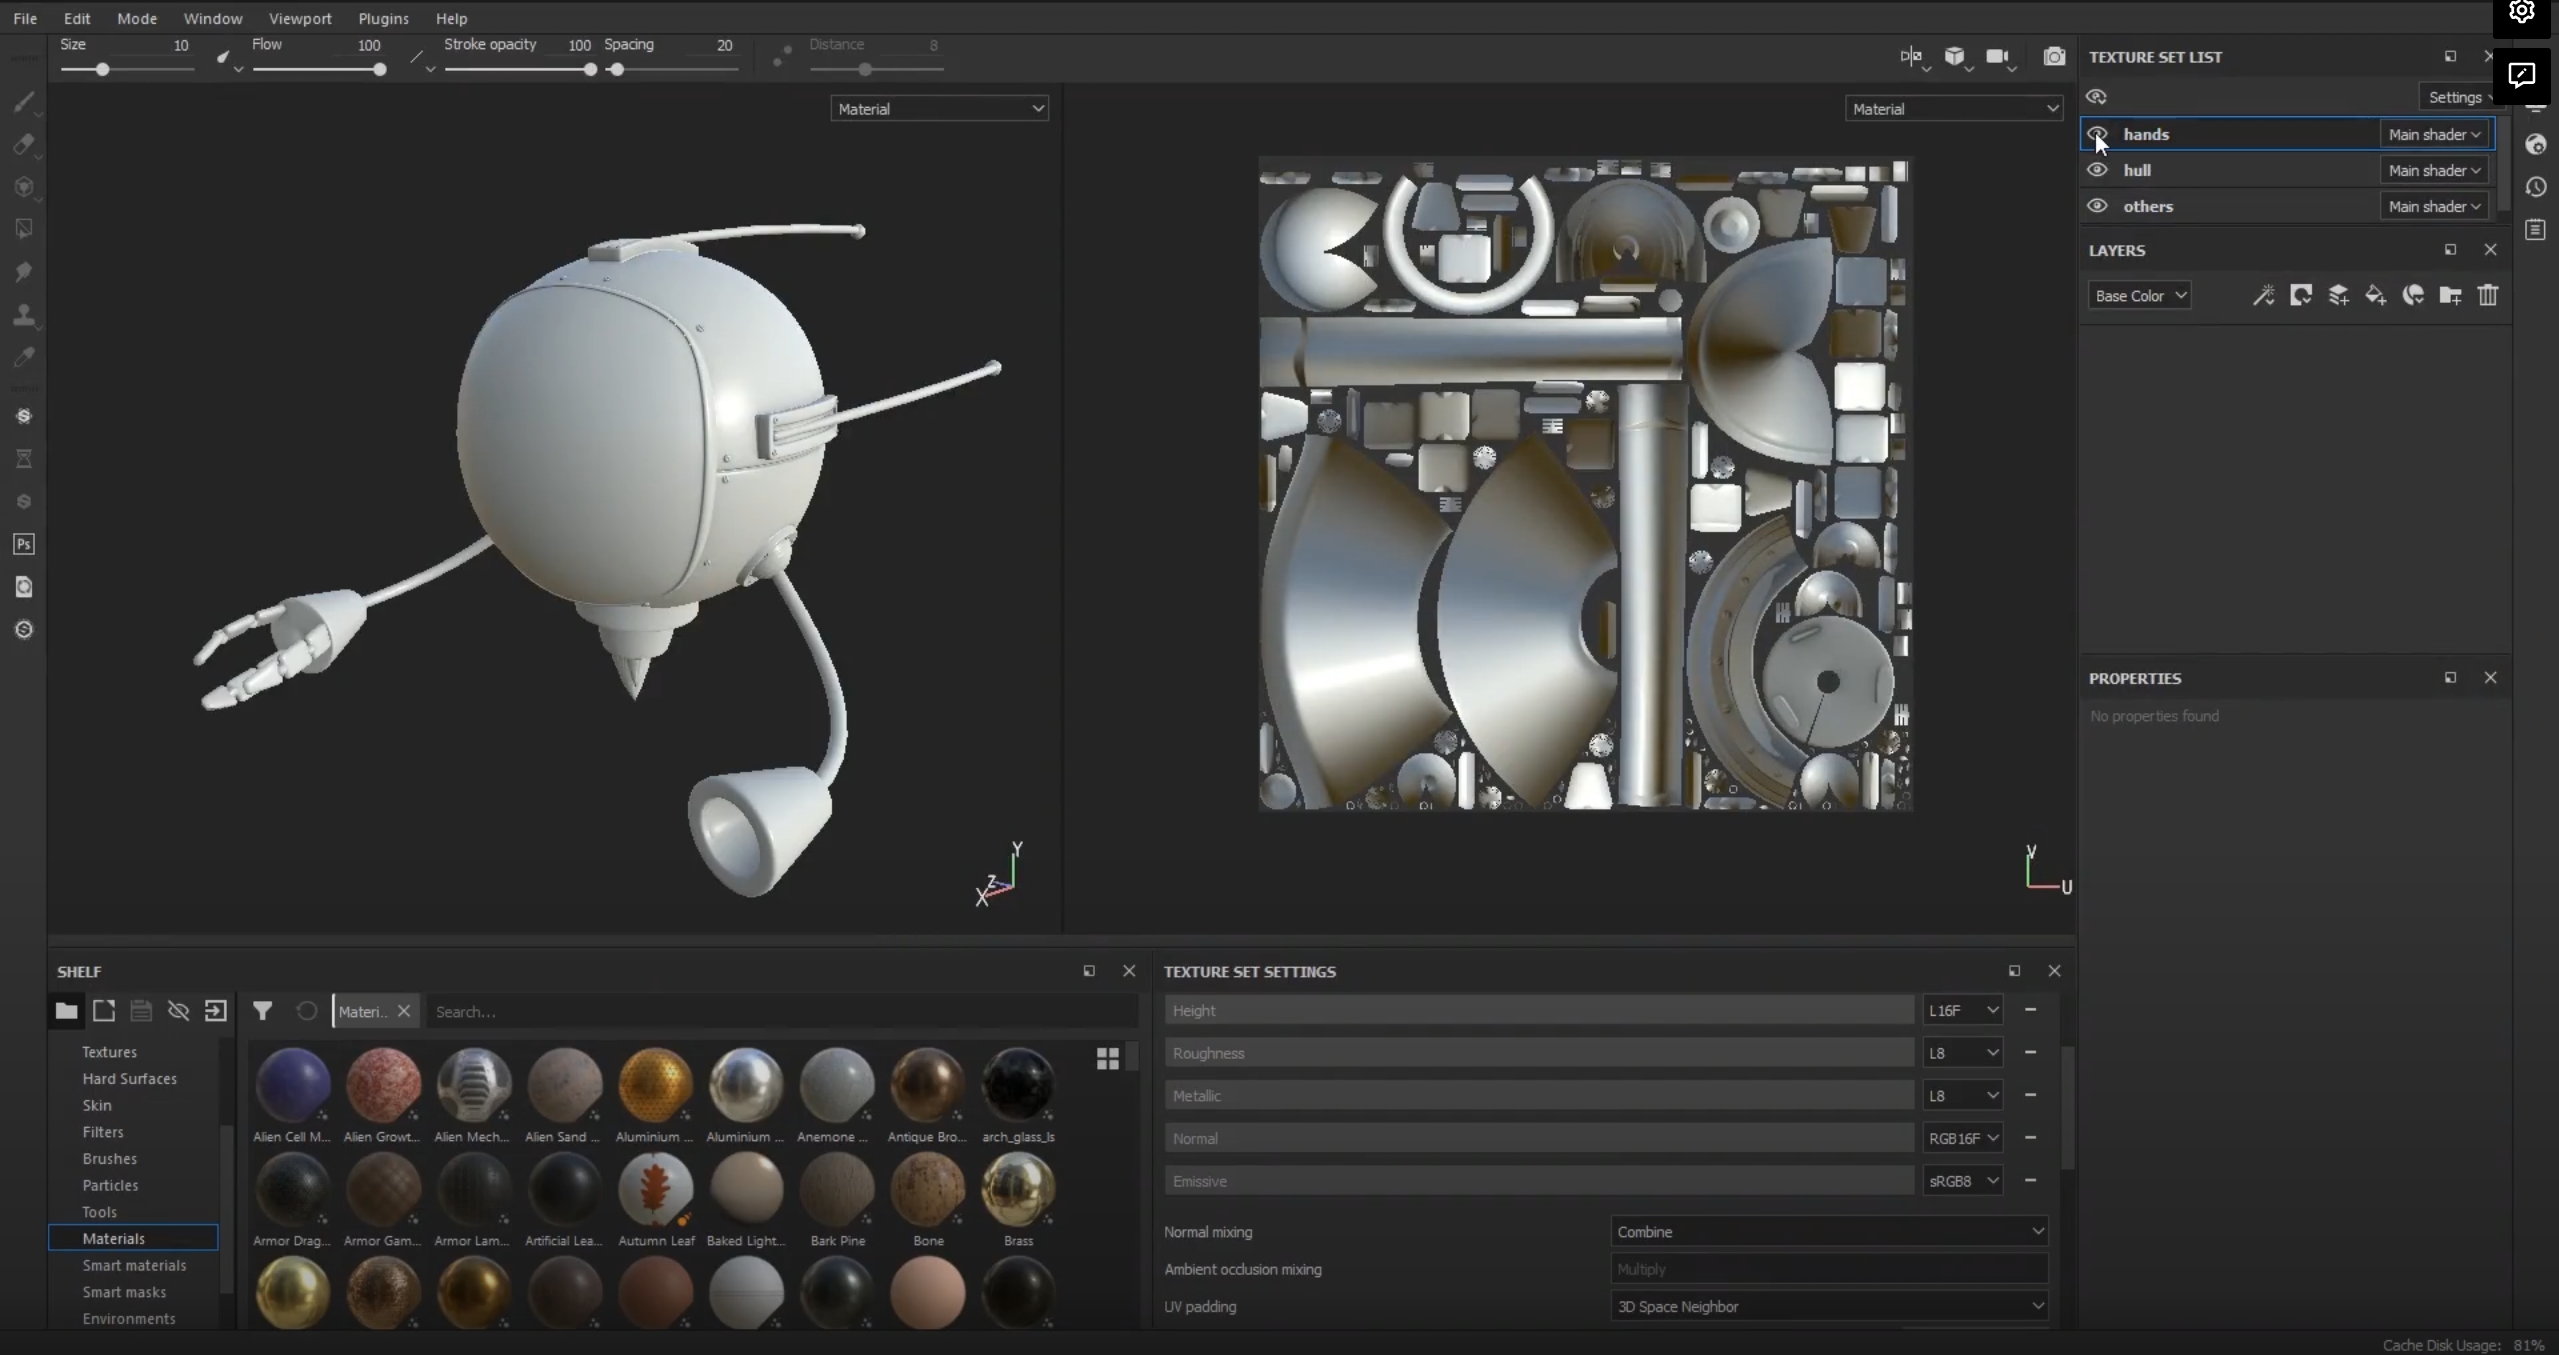 File Edit Mode Window Viewport Plugins Help
Size 10 Flow 100 Stroke opacity 100 Spacing 20 Distance 8
Material
Material
TEXTURE SET LIST
Settings
hands Main shader
hull Main shader
others Main shader
LAYERS
Base Color
Ps
PROPERTIES
No properties found
Y
Z
X
V
U
SHELF
Materi..
Search...
Textures
Hard Surfaces
Skin
Filters
Brushes
Particles
Tools
Materials
Smart materials
Smart masks
Environments
Alien Cell M... Alien Growt... Alien Mech... Alien Sand ... Aluminium ... Aluminium ... Anemone ... Antique Bro... arch_glass_ls
Armor Drag... Armor Gam... Armor Lam... Artificial Lea... Autumn Leaf Baked Light... Bark Pine Bone Brass
TEXTURE SET SETTINGS
Height L16F
Roughness L8
Metallic L8
Normal RGB16F
Emissive sRGB8
Normal mixing Combine
Ambient occlusion mixing Multiply
UV padding 3D Space Neighbor
Cache Disk Usage: 81%